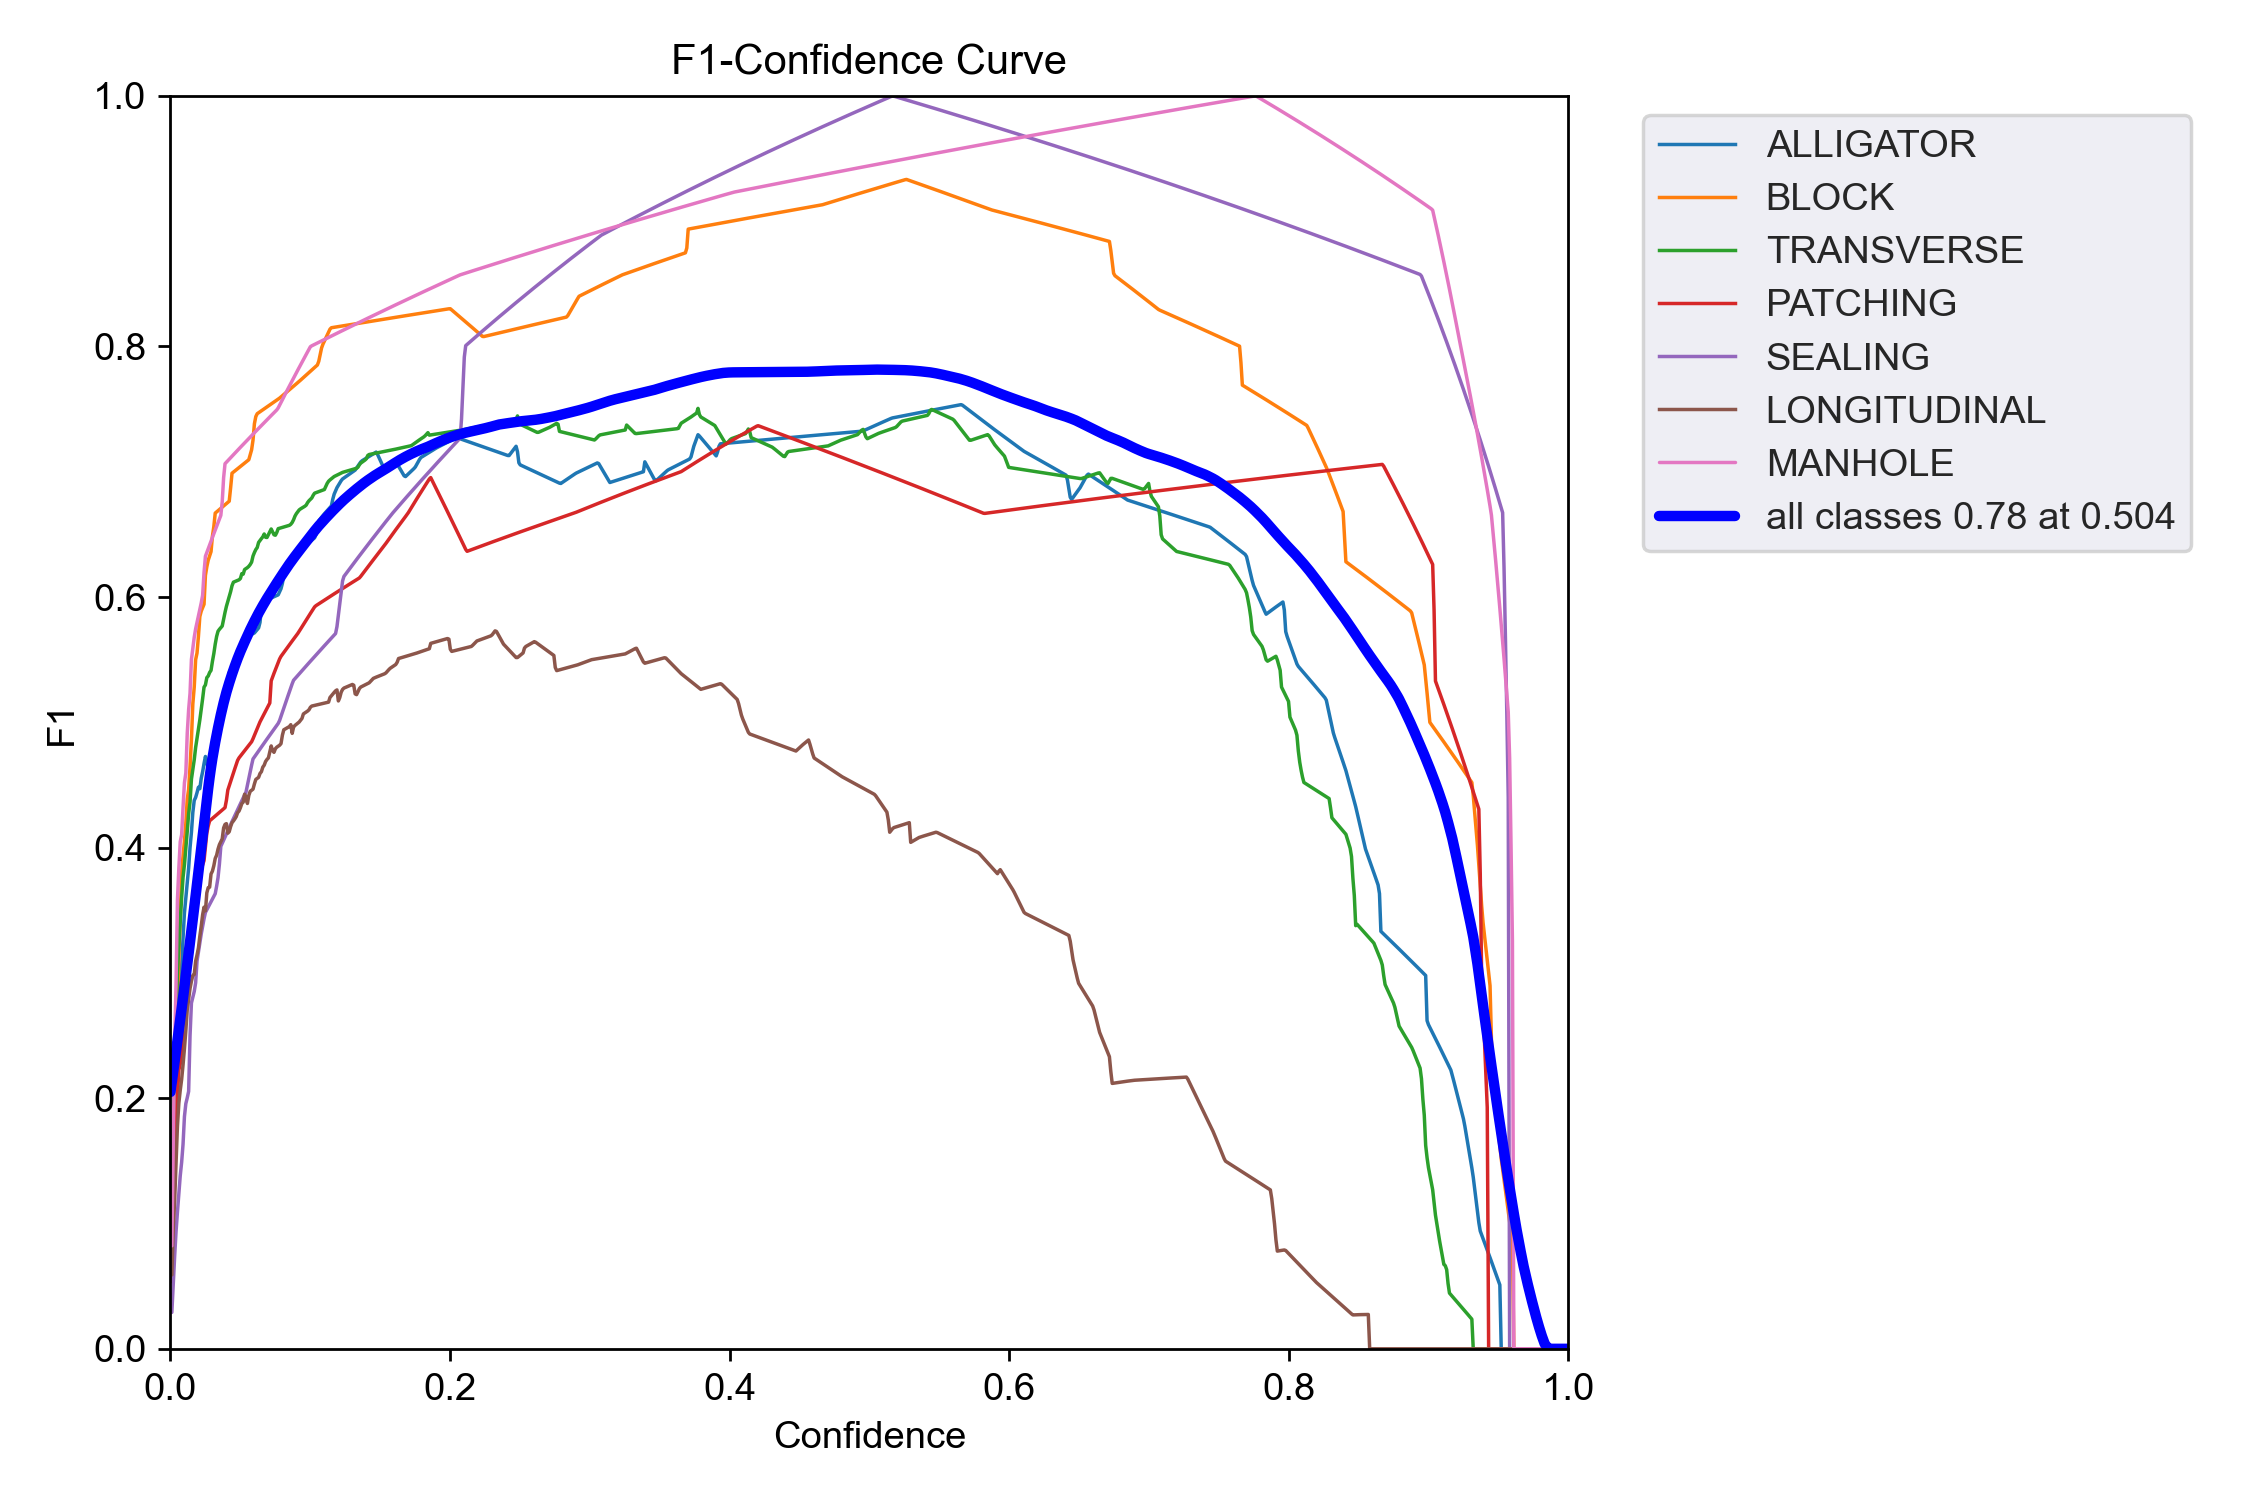 F1-Confidence Curve
1.0
0.8
0.6
0.4
0.2
0.0
F1
0.0 0.2 0.4 0.6 0.8 1.0
Confidence
ALLIGATOR
BLOCK
TRANSVERSE
PATCHING
SEALING
LONGITUDINAL
MANHOLE
all classes 0.78 at 0.504